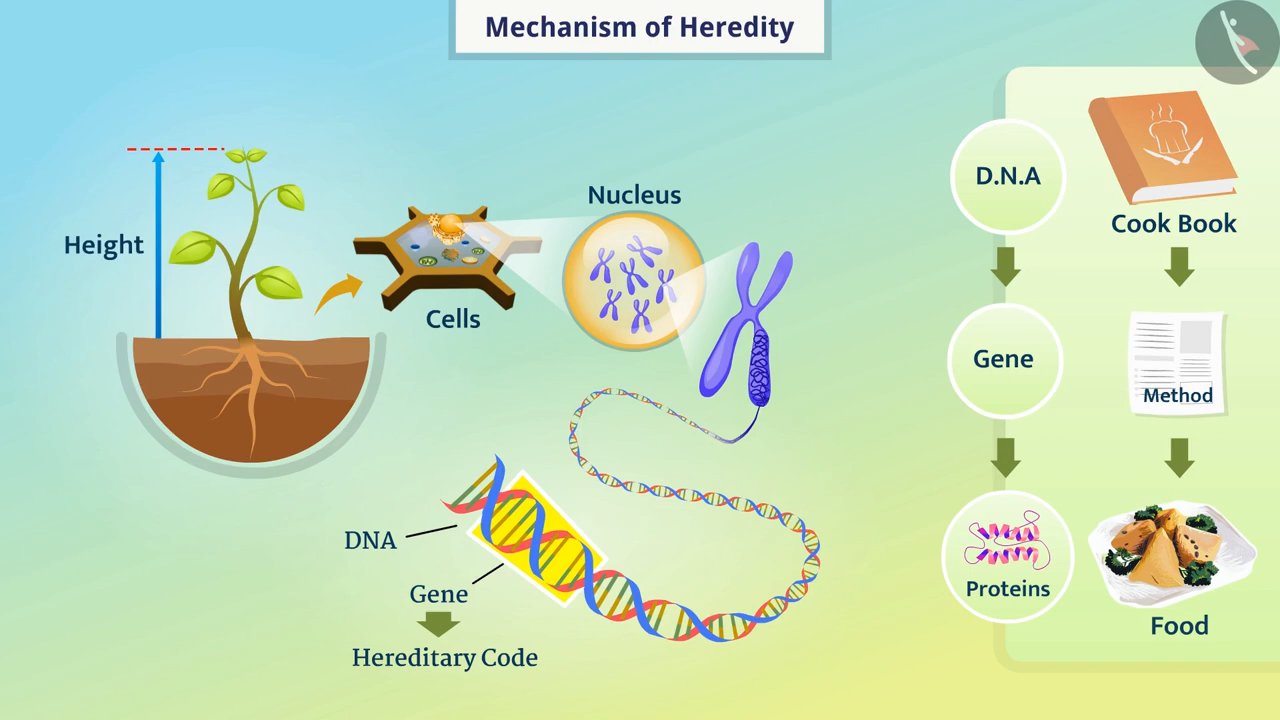 Mechanism of Heredity
Height
Cells
Nucleus
DNA
Gene
Hereditary Code
D.N.A
Cook Book
Gene
Method
Proteins
Food